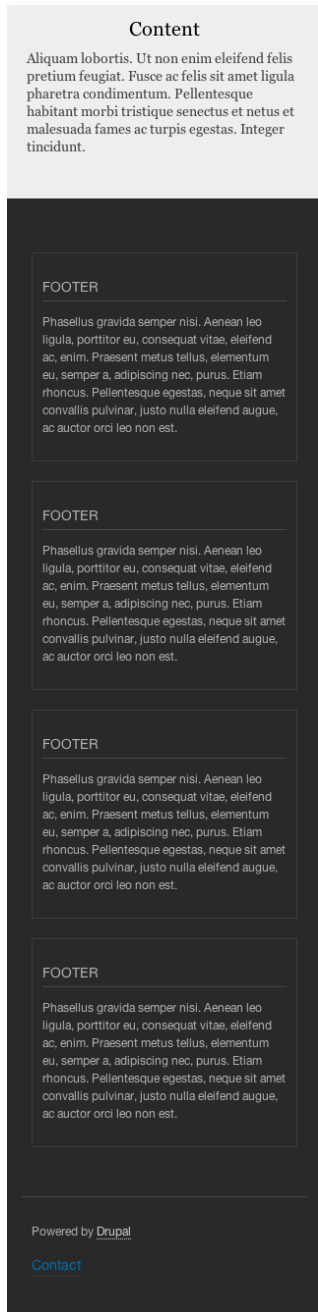 Content
Aliquam lobortis. Ut non enim eleifend felis
pretium feugiat. Fusce ac felis sit amet ligula
pharetra condimentum. Pellentesque
habitant morbi tristique senectus et netus et
malesuada fames ac turpis egestas. Integer
tincidunt.
FOOTER
Phasellus gravida semper nisi. Aenean leo
ligula, porttitor eu, consequat vitae, eleifend
ac, enim. Praesent metus tellus, elementum
eu, semper a, adipiscing nec, purus. Etiam
rhoncus. Pellentesque egestas, neque sit amet
convallis pulvinar, justo nulla eleifend augue,
ac auctor orci leo non est.
FOOTER
Phasellus gravida semper nisi. Aenean leo
ligula, porttitor eu, consequat vitae, eleifend
ac, enim. Praesent metus tellus, elementum
eu, semper a, adipiscing nec, purus. Etiam
rhoncus. Pellentesque egestas, neque sit amet
convallis pulvinar, justo nulla eleifend augue,
ac auctor orci leo non est.
FOOTER
Phasellus gravida semper nisi. Aenean leo
ligula, porttitor eu, consequat vitae, eleifend
ac, enim. Praesent metus tellus, elementum
eu, semper a, adipiscing nec, purus. Etiam
rhoncus. Pellentesque egestas, neque sit amet
convallis pulvinar, justo nulla eleifend augue,
ac auctor orci leo non est.
FOOTER
Phasellus gravida semper nisi. Aenean leo
ligula, porttitor eu, consequat vitae, eleifend
ac, enim. Praesent metus tellus, elementum
eu, semper a, adipiscing nec, purus. Etiam
rhoncus. Pellentesque egestas, neque sit amet
convallis pulvinar, justo nulla eleifend augue,
ac auctor orci leo non est.
Powered by Drupal
Contact